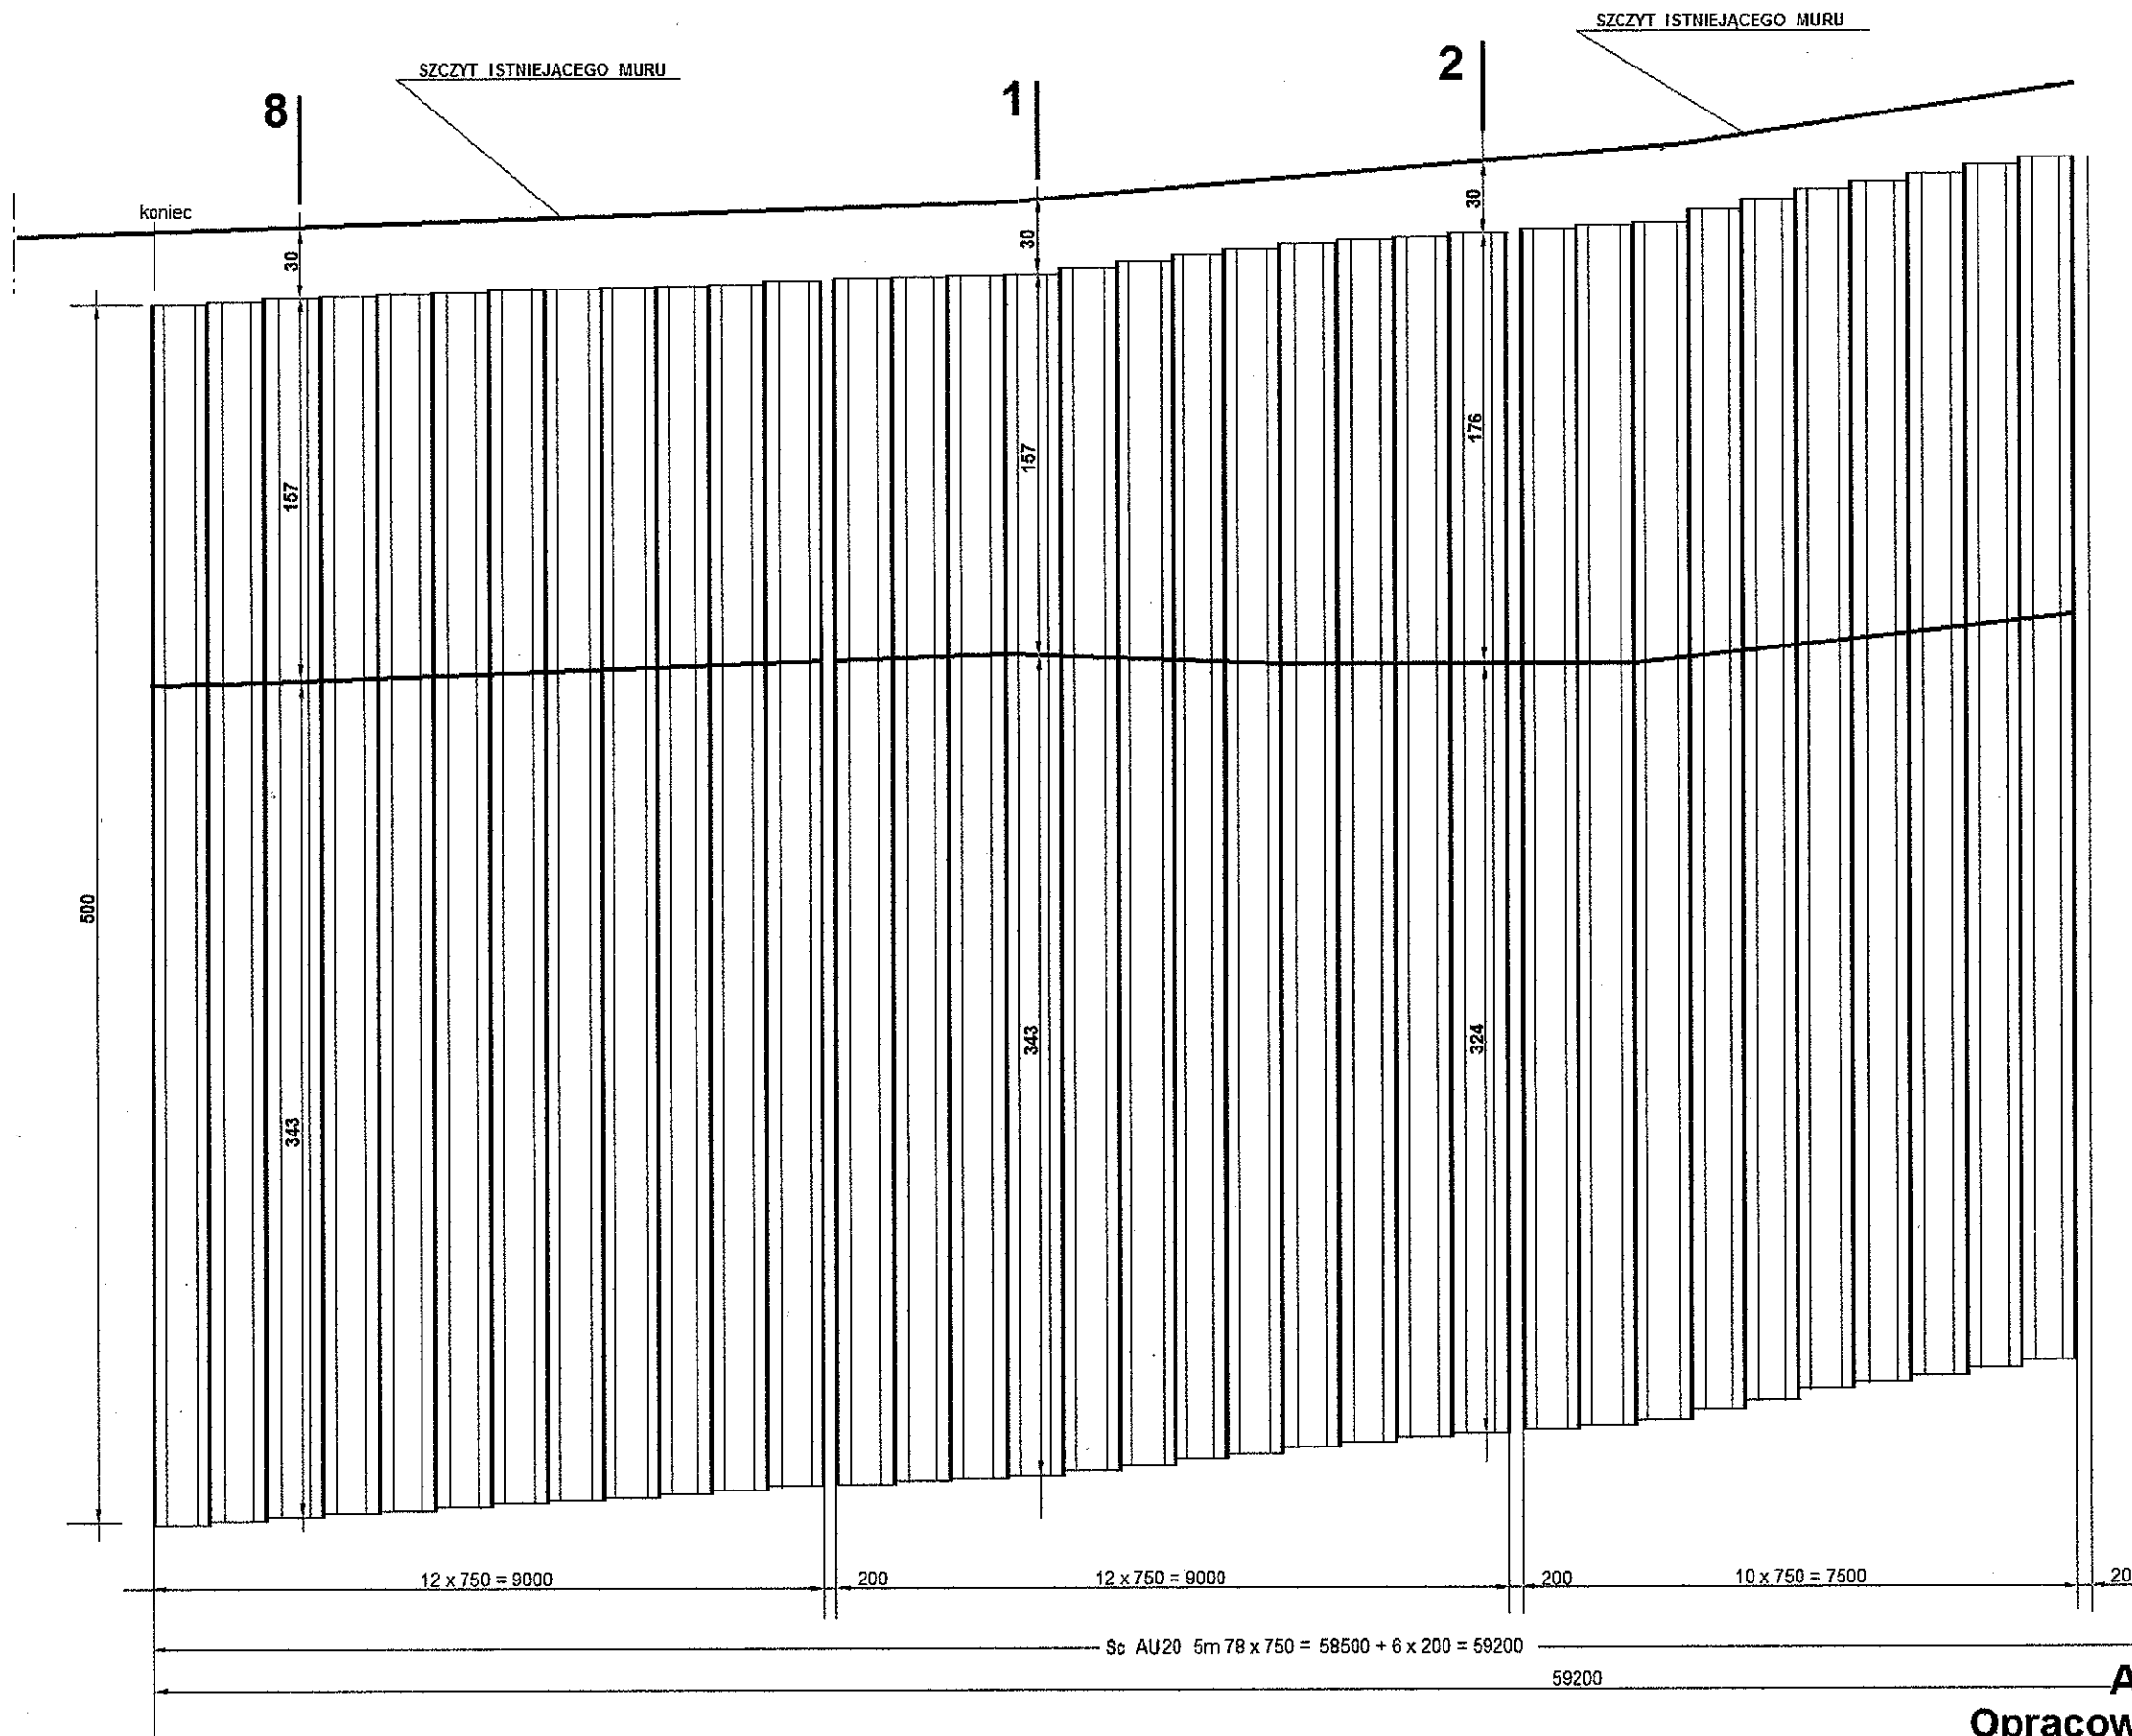 SZCZYT ISTNIEJĄCEGO MURU
SZCZYT ISTNIEJACEGO MURU
8
1
2
koniec
30
30
30
157
157
176
500
343
343
324
12 x 750 = 9000
200
12 x 750 = 9000
200
10 x 750 = 7500
20
Sc AU20 5m 78 x 750 = 58500 + 6 x 200 = 59200
59200
A
Opracow